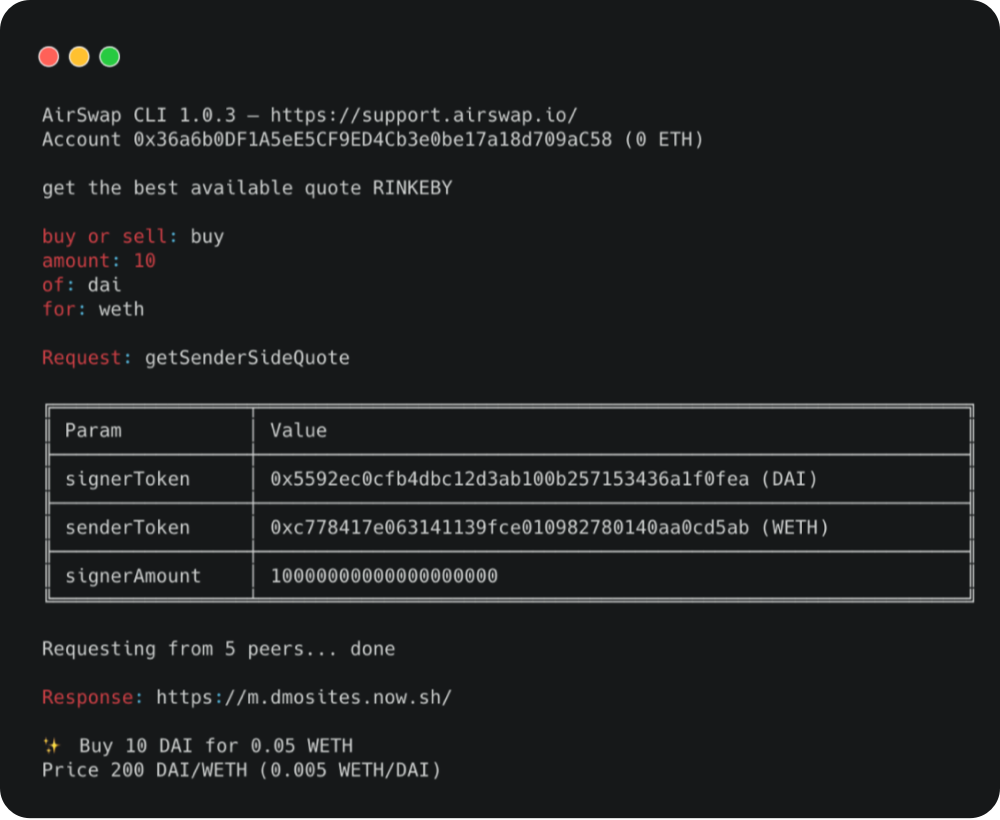 AirSwap CLI 1.0.3 — https://support.airswap.io/
Account 0x36a6b0DF1A5eE5CF9ED4Cb3e0be17a18d709aC58 (0 ETH)
get the best available quote RINKEBY
buy or sell: buy
amount: 10
of: dai
for: weth
Request: getSenderSideQuote
Param Value
signerToken 0x5592ec0cfb4dbc12d3ab100b257153436a1f0fea (DAI)
senderToken 0xc778417e063141139fce010982780140aa0cd5ab (WETH)
signerAmount 10000000000000000000
Requesting from 5 peers... done
Response: https://m.dmosites.now.sh/
✨ Buy 10 DAI for 0.05 WETH
Price 200 DAI/WETH (0.005 WETH/DAI)